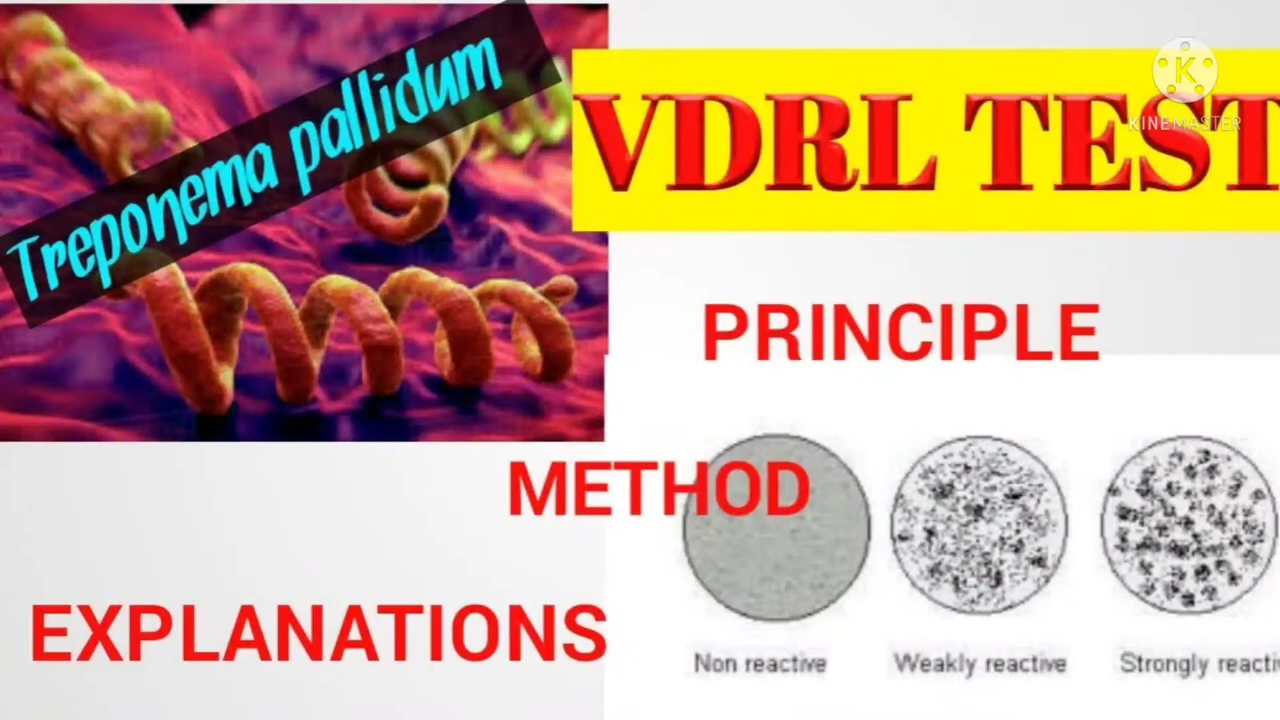 Treponema pallidum
VDRL TEST
K
KINEMASTER
PRINCIPLE
METHOD
EXPLANATIONS
Non reactive
Weakly reactive
Strongly reacti